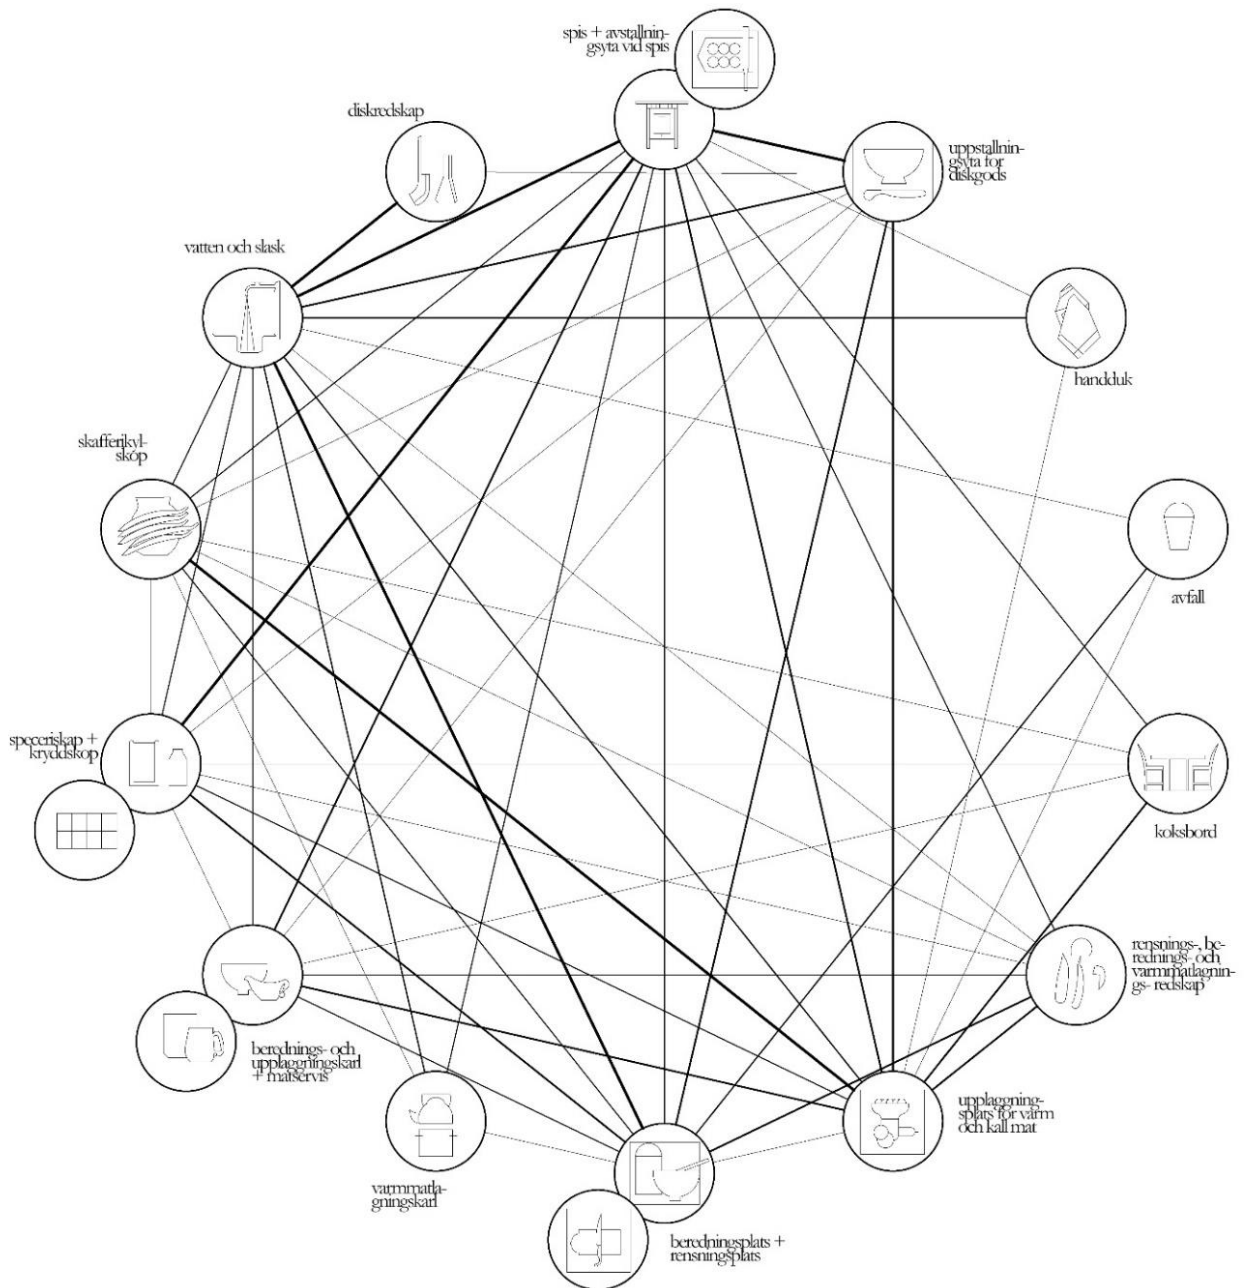 spis + avstallnin-
gsyta vid spis
diskredskap
uppstallnin-
gsyta for
diskgods
vatten och slask
handduk
skafferikyl-
skop
avfall
speceriskap +
kryddskop
koksbord
rensnings-, be-
rednings- och
varmmatlagnin-
gs- redskap
berednings- och
upplaggningskarl
+ matservis
upplaggning-
splats for varm
och kall mat
varmmatla-
gningskarl
beredningsplats +
rensningsplats